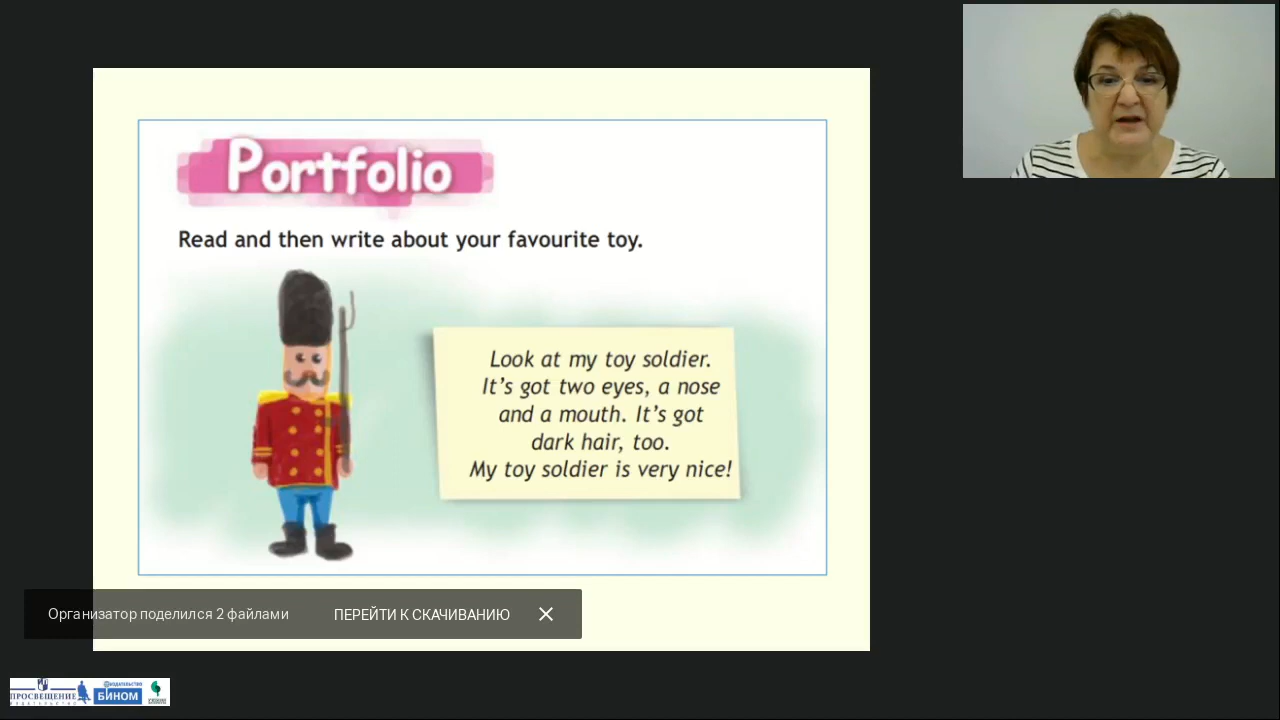 Portfolio
Read and then write about your favourite toy.
Look at my toy soldier.
It's got two eyes, a nose
and a mouth. It's got
dark hair, too.
My toy soldier is very nice!
Организатор поделился 2 файлами
ПЕРЕЙТИ К СКАЧИВАНИЮ
ПРОСВЕЩЕНИЕ
ИЗДАТЕЛЬСТВО
ИЗДАТЕЛЬСТВО
БИНОМ